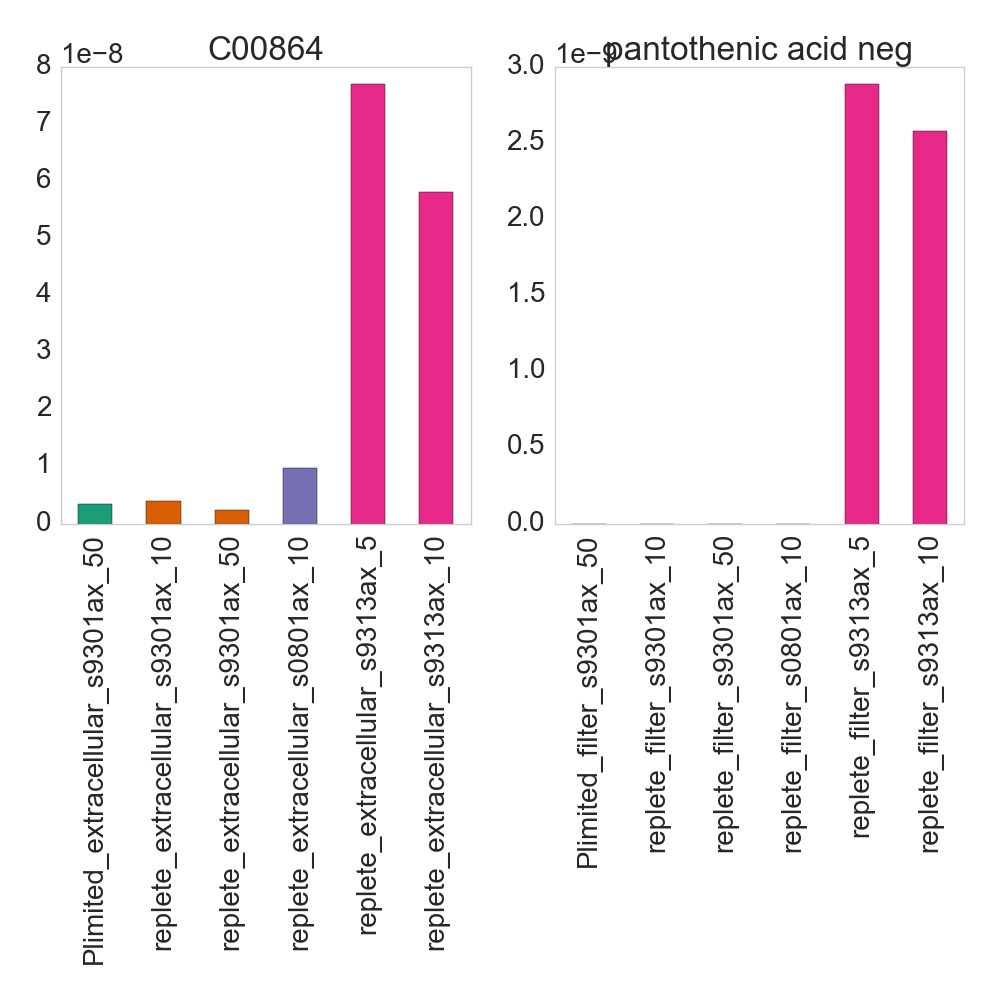 C00864
1e−8
8
7
6
5
4
3
2
1
0
Plimited_extracellular_s9301ax_50
replete_extracellular_s9301ax_10
replete_extracellular_s9301ax_50
replete_extracellular_s0801ax_10
replete_extracellular_s9313ax_5
replete_extracellular_s9313ax_10
pantothenic acid neg
1e−9
3.0
2.5
2.0
1.5
1.0
0.5
0.0
Plimited_filter_s9301ax_50
replete_filter_s9301ax_10
replete_filter_s9301ax_50
replete_filter_s0801ax_10
replete_filter_s9313ax_5
replete_filter_s9313ax_10